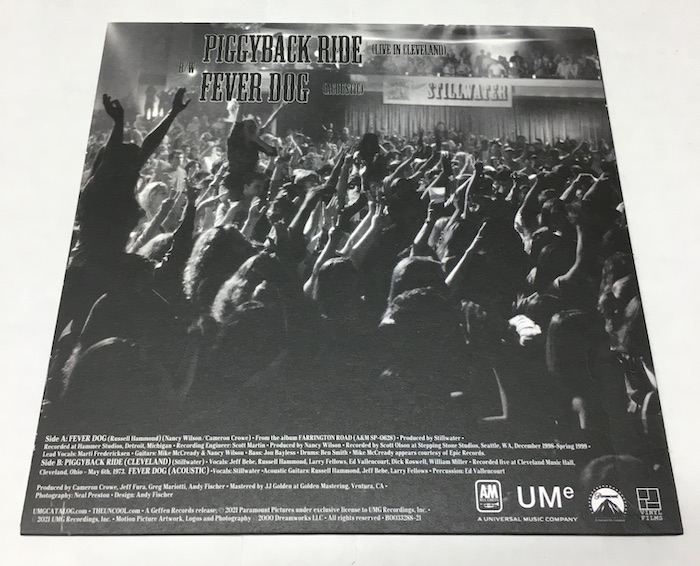 PIGGYBACK RIDE (LIVE IN CLEVELAND)
B/W
FEVER DOG (ACOUSTIC)
STILLWATER
Side A: FEVER DOG (Russell Hammond) (Nancy Wilson/Cameron Crowe) • From the album FARRINGTON ROAD (A&M SP-0628) • Produced by Stillwater •
Recorded at Hammer Studios, Detroit, Michigan • Recording Engineer: Scott Martin • Produced by Nancy Wilson • Recorded by Scott Olson at Stepping Stone Studios, Seattle, WA, December 1998-Spring 1999 •
Lead Vocals: Marti Frederiksen • Guitars: Mike McCready & Nancy Wilson • Bass: Jon Bayless • Drums: Ben Smith • Mike McCready appears courtesy of Epic Records.
Side B: PIGGYBACK RIDE (CLEVELAND) (Stillwater) • Vocals: Jeff Bebe, Russell Hammond, Larry Fellows, Ed Vallencourt, Dick Roswell, William Miller • Recorded live at Cleveland Music Hall,
Cleveland, Ohio • May 6th, 1973. FEVER DOG (ACOUSTIC) • Vocals: Stillwater • Acoustic Guitars: Russell Hammond, Jeff Bebe, Larry Fellows • Percussion: Ed Vallencourt
Produced by Cameron Crowe, Jeff Fura, Greg Mariotti, Andy Fischer • Mastered by JJ Golden at Golden Mastering, Ventura, CA •
Photography: Neal Preston • Design: Andy Fischer
UMGCATALOG.COM • THEUNCOOL.COM • A Geffen Records release; Ⓟ 2021 Paramount Pictures under exclusive license to UMG Recordings, Inc. •
2021 UMG Recordings, Inc. • Motion Picture Artwork, Logos and Photography 2000 Dreamworks LLC • All rights reserved • B0033288-21
A&M RECORDS
UMe
A UNIVERSAL MUSIC COMPANY
Paramount
VINYL
FILMS